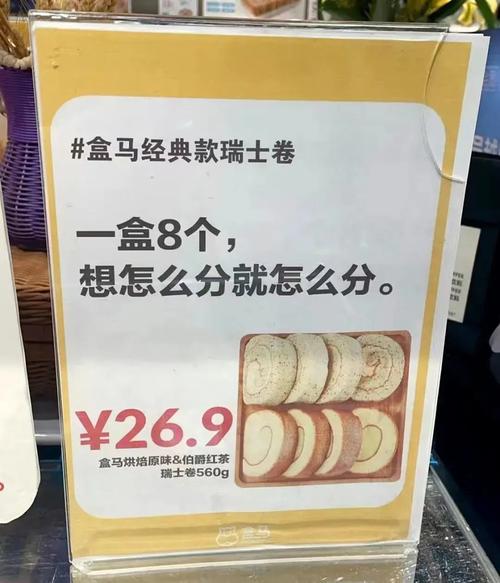 #盒马经典款瑞士卷
一盒8个，
想怎么分就怎么分。
¥26.9
盒马烘焙原味&伯爵红茶
瑞士卷560g
盒马